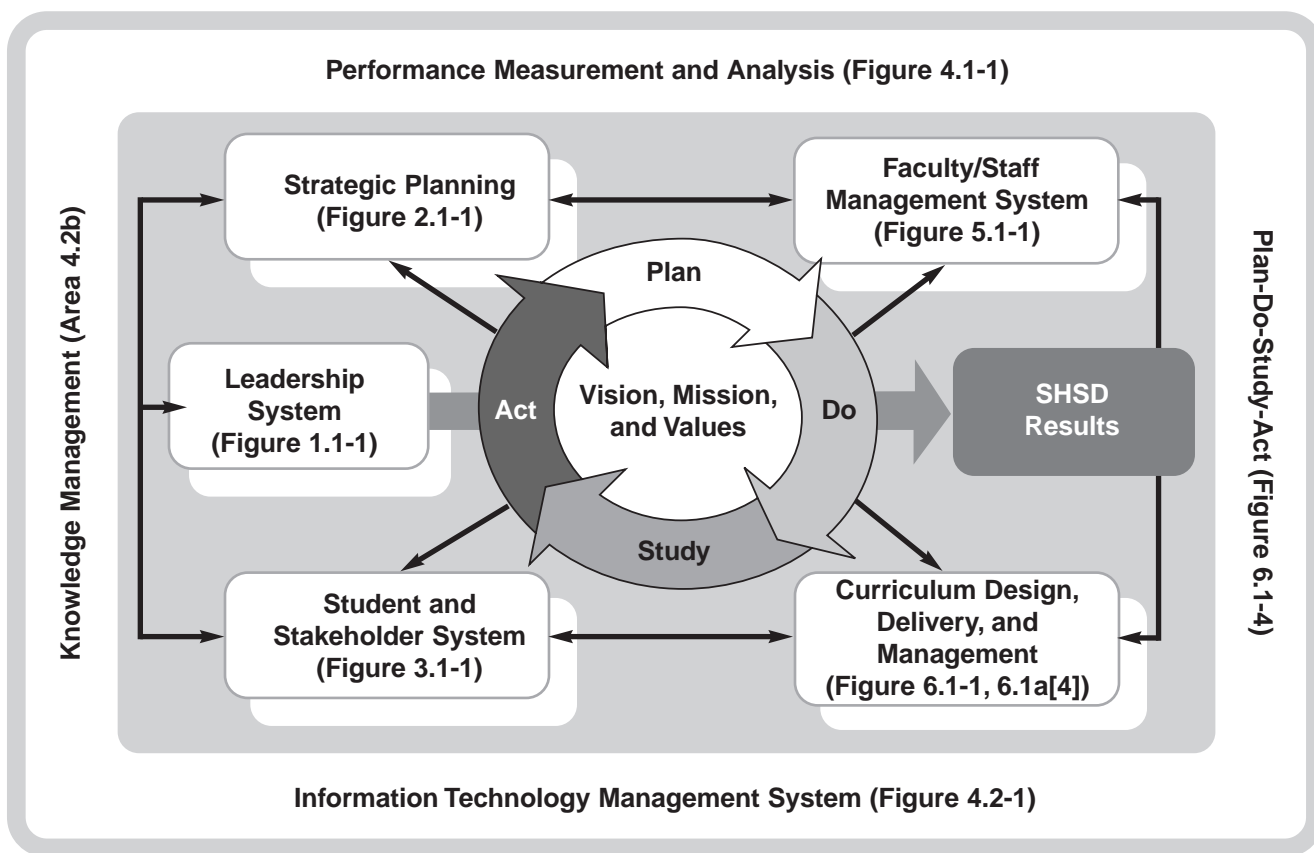 Performance Measurement and Analysis (Figure 4.1-1)
Knowledge Management (Area 4.2b)
Strategic Planning
(Figure 2.1-1)
Faculty/Staff
Management System
(Figure 5.1-1)
Plan-Do-Study-Act (Figure 6.1-4)
Plan
Leadership
System
(Figure 1.1-1)
Act
Vision, Mission,
and Values
Do
SHSD
Results
Study
Student and
Stakeholder System
(Figure 3.1-1)
Curriculum Design,
Delivery, and
Management
(Figure 6.1-1, 6.1a[4])
Information Technology Management System (Figure 4.2-1)